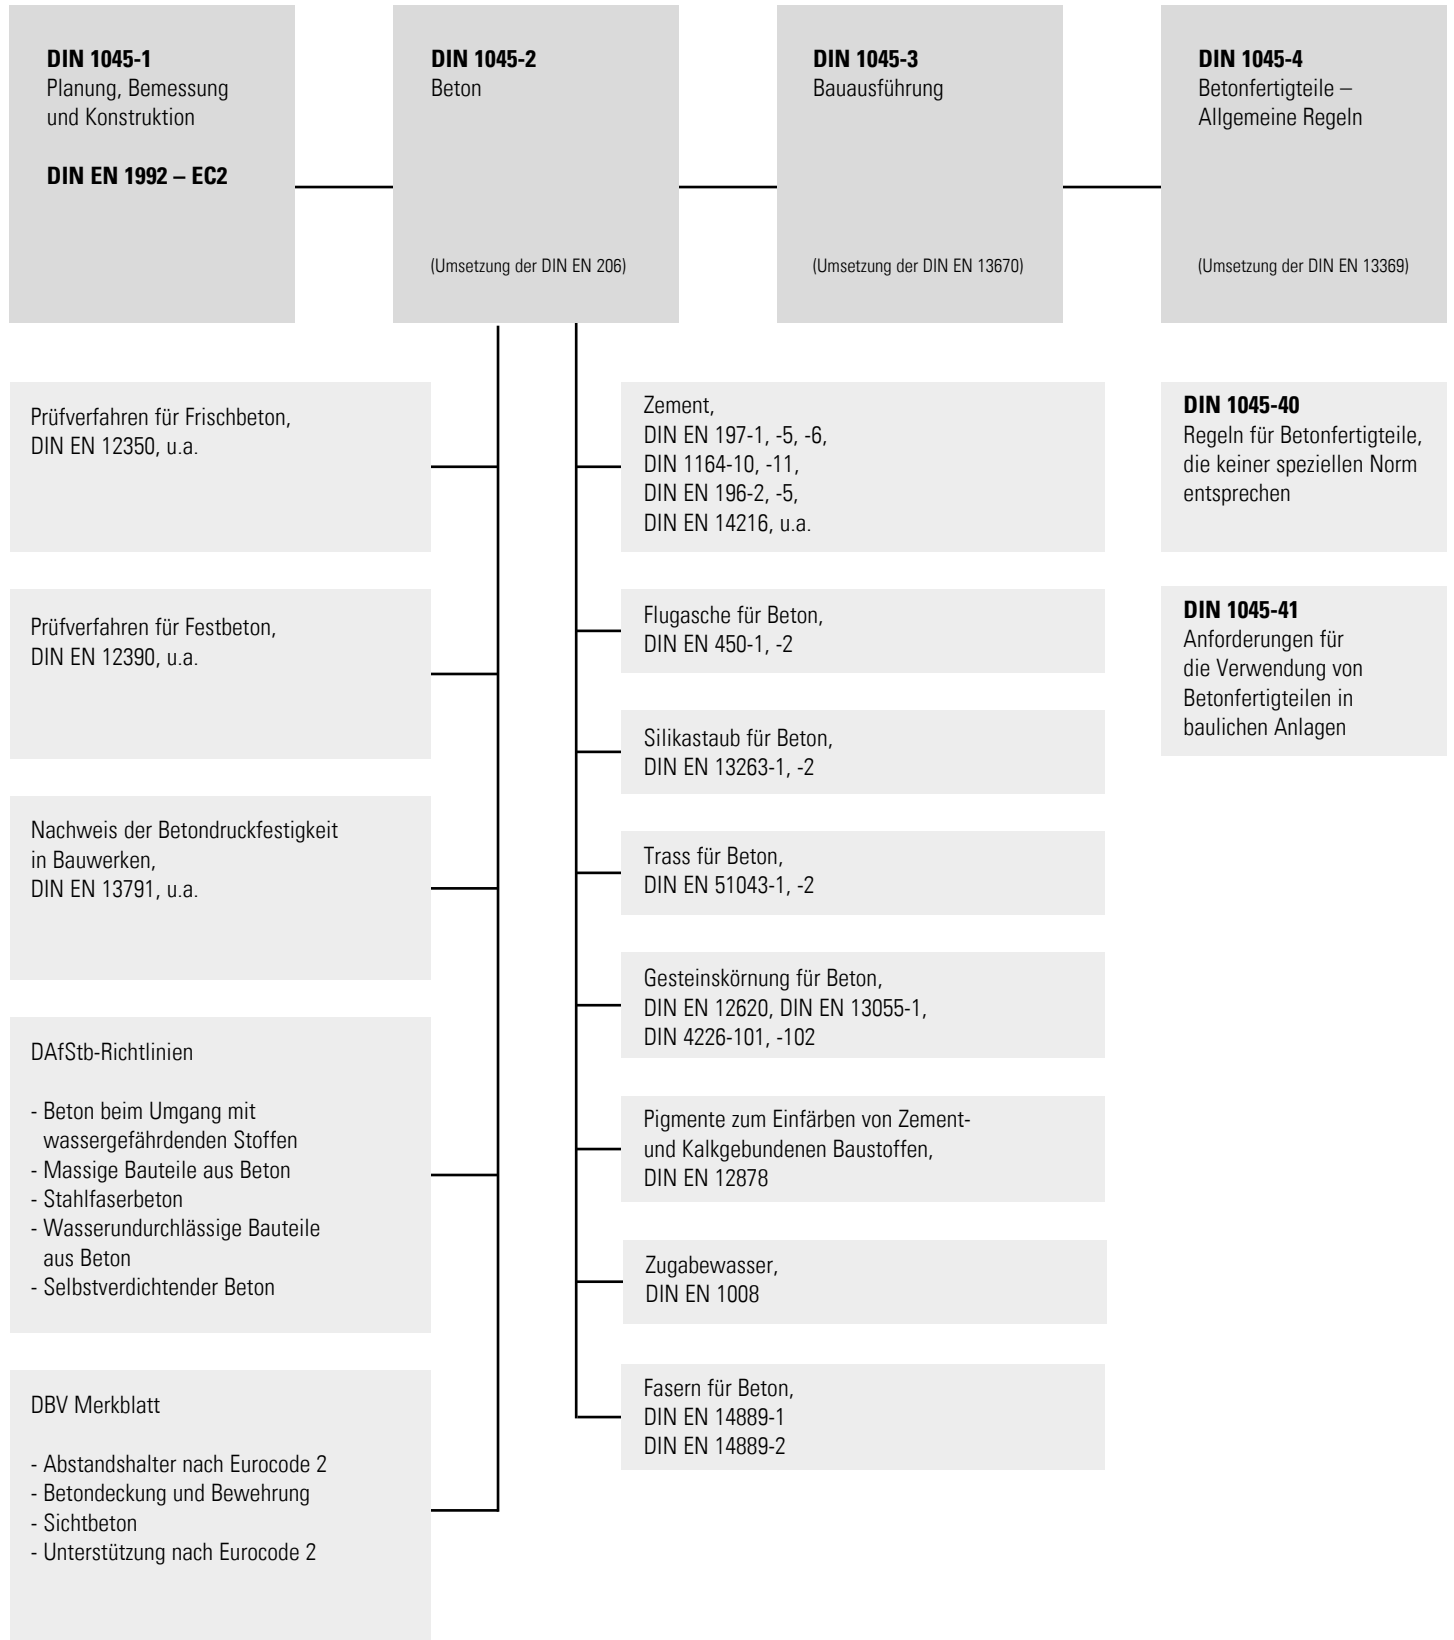 DIN 1045-1
Planung, Bemessung
und Konstruktion
DIN EN 1992 – EC2
DIN 1045-2
Beton
(Umsetzung der DIN EN 206)
DIN 1045-3
Bauausführung
(Umsetzung der DIN EN 13670)
DIN 1045-4
Betonfertigteile –
Allgemeine Regeln
(Umsetzung der DIN EN 13369)
Prüfverfahren für Frischbeton,
DIN EN 12350, u.a.
Prüfverfahren für Festbeton,
DIN EN 12390, u.a.
Nachweis der Betondruckfestigkeit
in Bauwerken,
DIN EN 13791, u.a.
DAfStb-Richtlinien
- Beton beim Umgang mit
wassergefährdenden Stoffen
- Massige Bauteile aus Beton
- Stahlfaserbeton
- Wasserundurchlässige Bauteile
aus Beton
- Selbstverdichtender Beton
DBV Merkblatt
- Abstandshalter nach Eurocode 2
- Betondeckung und Bewehrung
- Sichtbeton
- Unterstützung nach Eurocode 2
Zement,
DIN EN 197-1, -5, -6,
DIN 1164-10, -11,
DIN EN 196-2, -5,
DIN EN 14216, u.a.
Flugasche für Beton,
DIN EN 450-1, -2
Silikastaub für Beton,
DIN EN 13263-1, -2
Trass für Beton,
DIN EN 51043-1, -2
Gesteinskörnung für Beton,
DIN EN 12620, DIN EN 13055-1,
DIN 4226-101, -102
Pigmente zum Einfärben von Zement-
und Kalkgebundenen Baustoffen,
DIN EN 12878
Zugabewasser,
DIN EN 1008
Fasern für Beton,
DIN EN 14889-1
DIN EN 14889-2
DIN 1045-40
Regeln für Betonfertigteile,
die keiner speziellen Norm
entsprechen
DIN 1045-41
Anforderungen für
die Verwendung von
Betonfertigteilen in
baulichen Anlagen